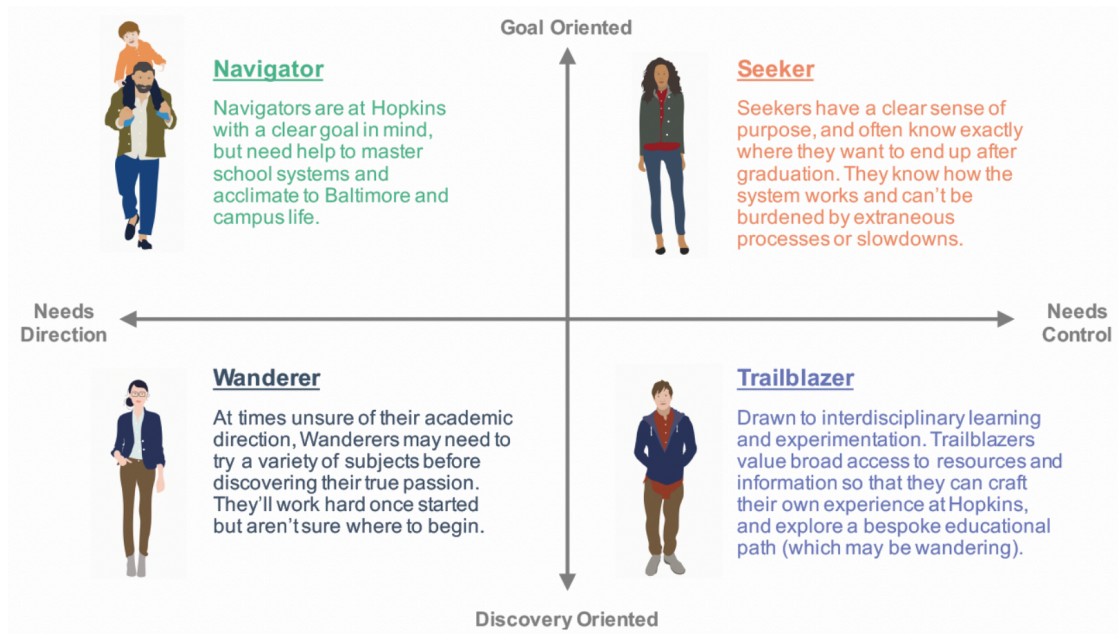 Goal Oriented
Navigator
Navigators are at Hopkins
with a clear goal in mind,
but need help to master
school systems and
acclimate to Baltimore and
campus life.
Seeker
Seekers have a clear sense of
purpose, and often know exactly
where they want to end up after
graduation. They know how the
system works and can’t be
burdened by extraneous
processes or slowdowns.
Needs
Direction
Needs
Control
Wanderer
At times unsure of their academic
direction, Wanderers may need to
try a variety of subjects before
discovering their true passion.
They’ll work hard once started
but aren’t sure where to begin.
Trailblazer
Drawn to interdisciplinary learning
and experimentation. Trailblazers
value broad access to resources and
information so that they can craft
their own experience at Hopkins,
and explore a bespoke educational
path (which may be wandering).
Discovery Oriented